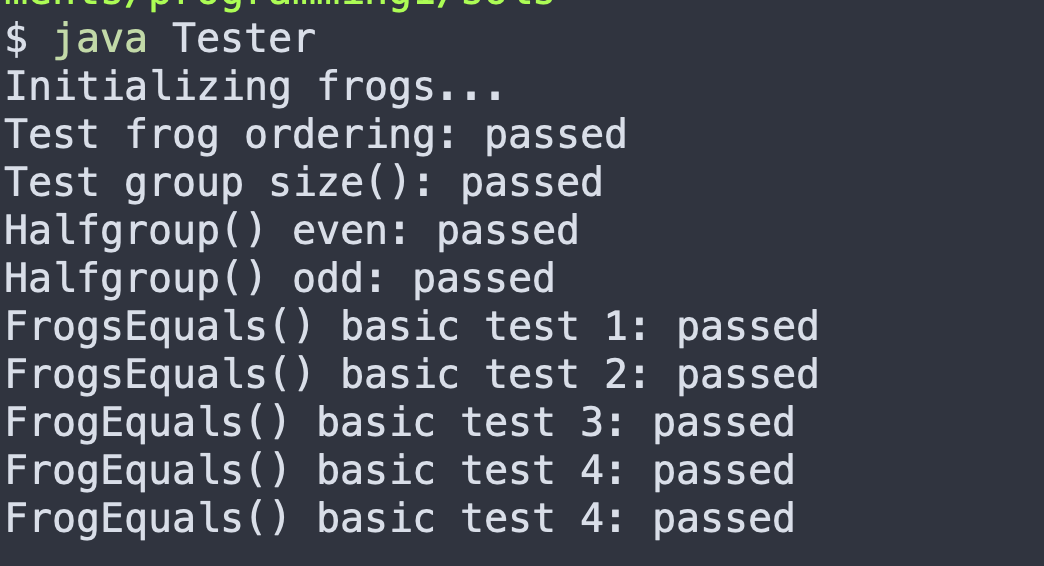 $ java Tester
Initializing frogs...
Test frog ordering: passed
Test group size(): passed
Halfgroup() even: passed
Halfgroup() odd: passed
FrogsEquals() basic test 1: passed
FrogsEquals() basic test 2: passed
FrogEquals() basic test 3: passed
FrogEquals() basic test 4: passed
FrogEquals() basic test 4: passed